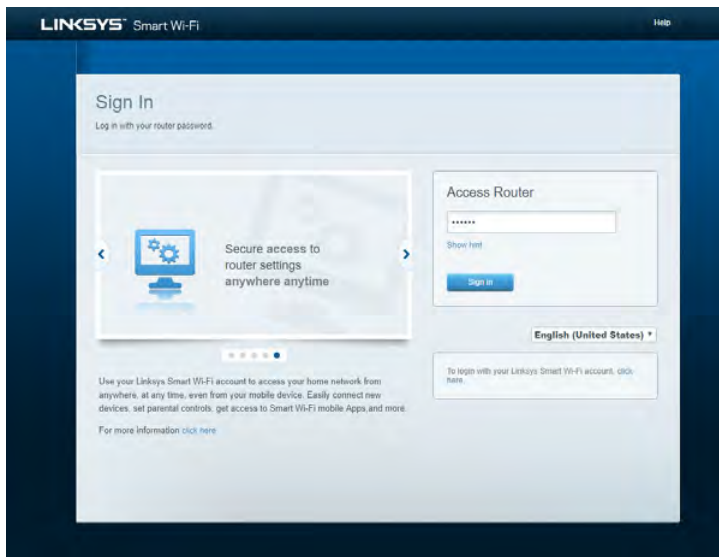 LINKSYS™ Smart Wi-Fi
Help
Sign In
Log in with your router password.
Secure access to
router settings
anywhere anytime
Access Router
••••••
Show hint
Sign in
English (United States)
To login with your Linksys Smart Wi-Fi account, click
here.
Use your Linksys Smart Wi-Fi account to access your home network from
anywhere, at any time, even from your mobile device. Easily connect new
devices, set parental controls, get access to Smart Wi-Fi mobile Apps,and more.
For more information click here